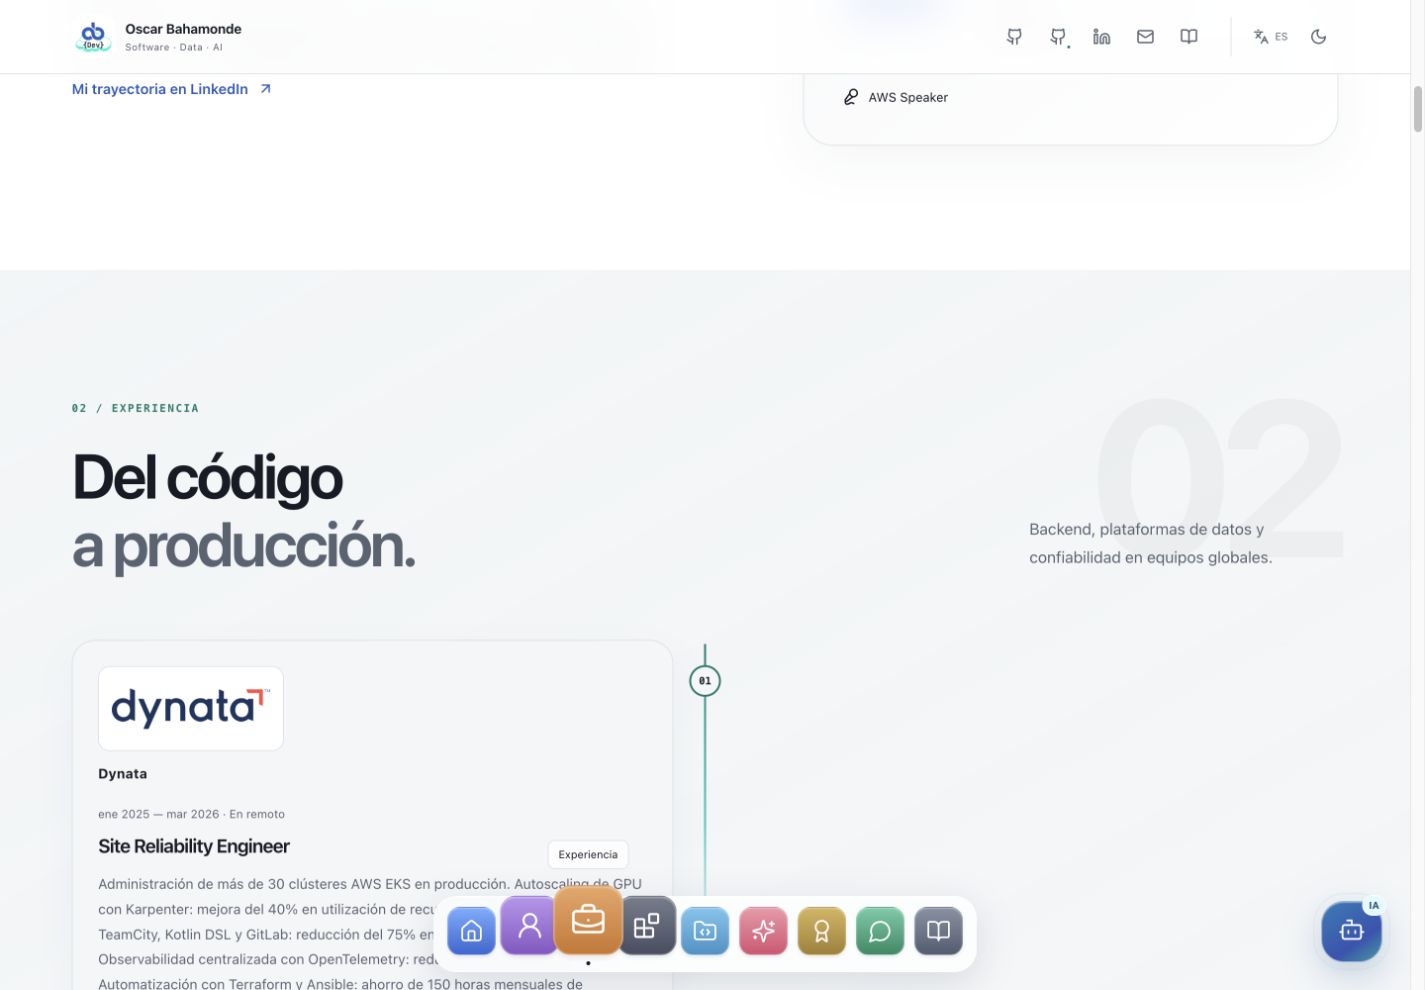 Oscar Bahamonde
Software · Data · AI
ES
Mi trayectoria en LinkedIn
AWS Speaker
02 / EXPERIENCIA
02
Del código
a producción.
Backend, plataformas de datos y
confiabilidad en equipos globales.
dynata
01
Dynata
ene 2025 — mar 2026 · En remoto
Site Reliability Engineer
Experiencia
Administración de más de 30 clústeres AWS EKS en producción. Autoscaling de GPU
con Karpenter: mejora del 40% en utilización de
TeamCity, Kotlin DSL y GitLab: reducción del 75% en
Observabilidad centralizada con OpenTelemetry:
Automatización con Terraform y Ansible: ahorro de 150 horas mensuales de
IA